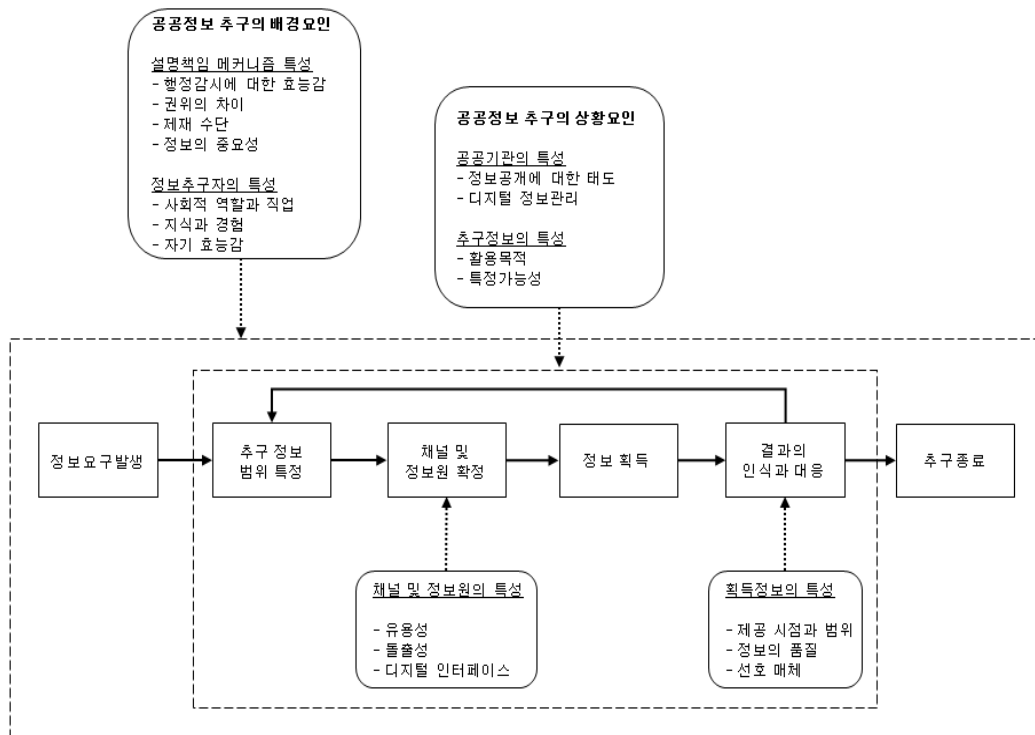 공공정보 추구의 배경요인
설명책임 메커니즘 특성
- 행정감시에 대한 효능감
- 권위의 차이
- 제재 수단
- 정보의 중요성
정보추구자의 특성
- 사회적 역할과 직업
- 지식과 경험
- 자기 효능감
공공정보 추구의 상황요인
공공기관의 특성
- 정보공개에 대한 태도
- 디지털 정보관리
추구정보의 특성
- 활용목적
- 특정가능성
정보요구발생
추구 정보
범위 특정
채널 및
정보원 확정
정보 획득
결과의
인식과 대응
추구종료
채널 및 정보원의 특성
- 유용성
- 돌출성
- 디지털 인터페이스
획득정보의 특성
- 제공 시점과 범위
- 정보의 품질
- 선호 매체